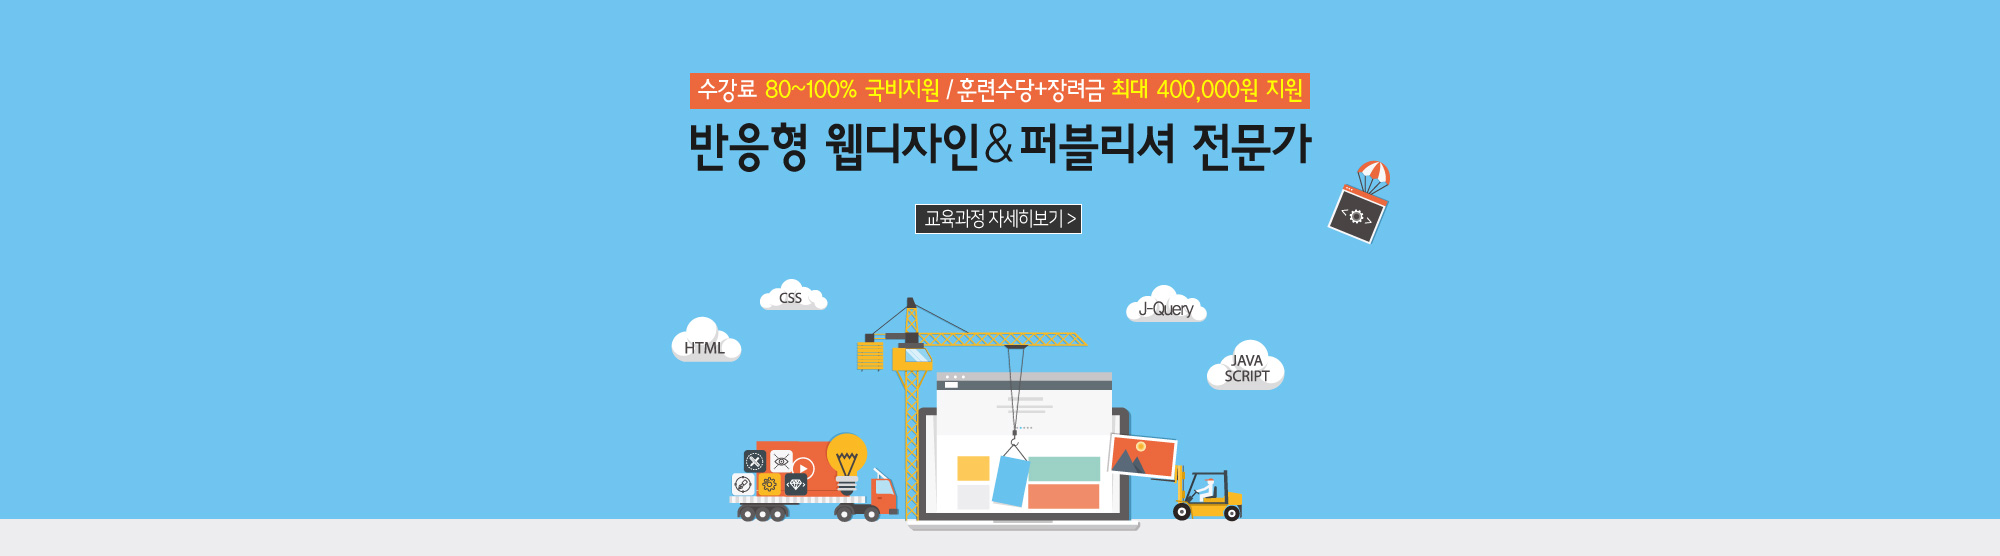 수강료 80~100% 국비지원 / 훈련수당+장려금 최대 400,000원 지원
반응형 웹디자인&퍼블리셔 전문가
교육과정 자세히보기 >
CSS
J-Query
HTML
JAVA
SCRIPT